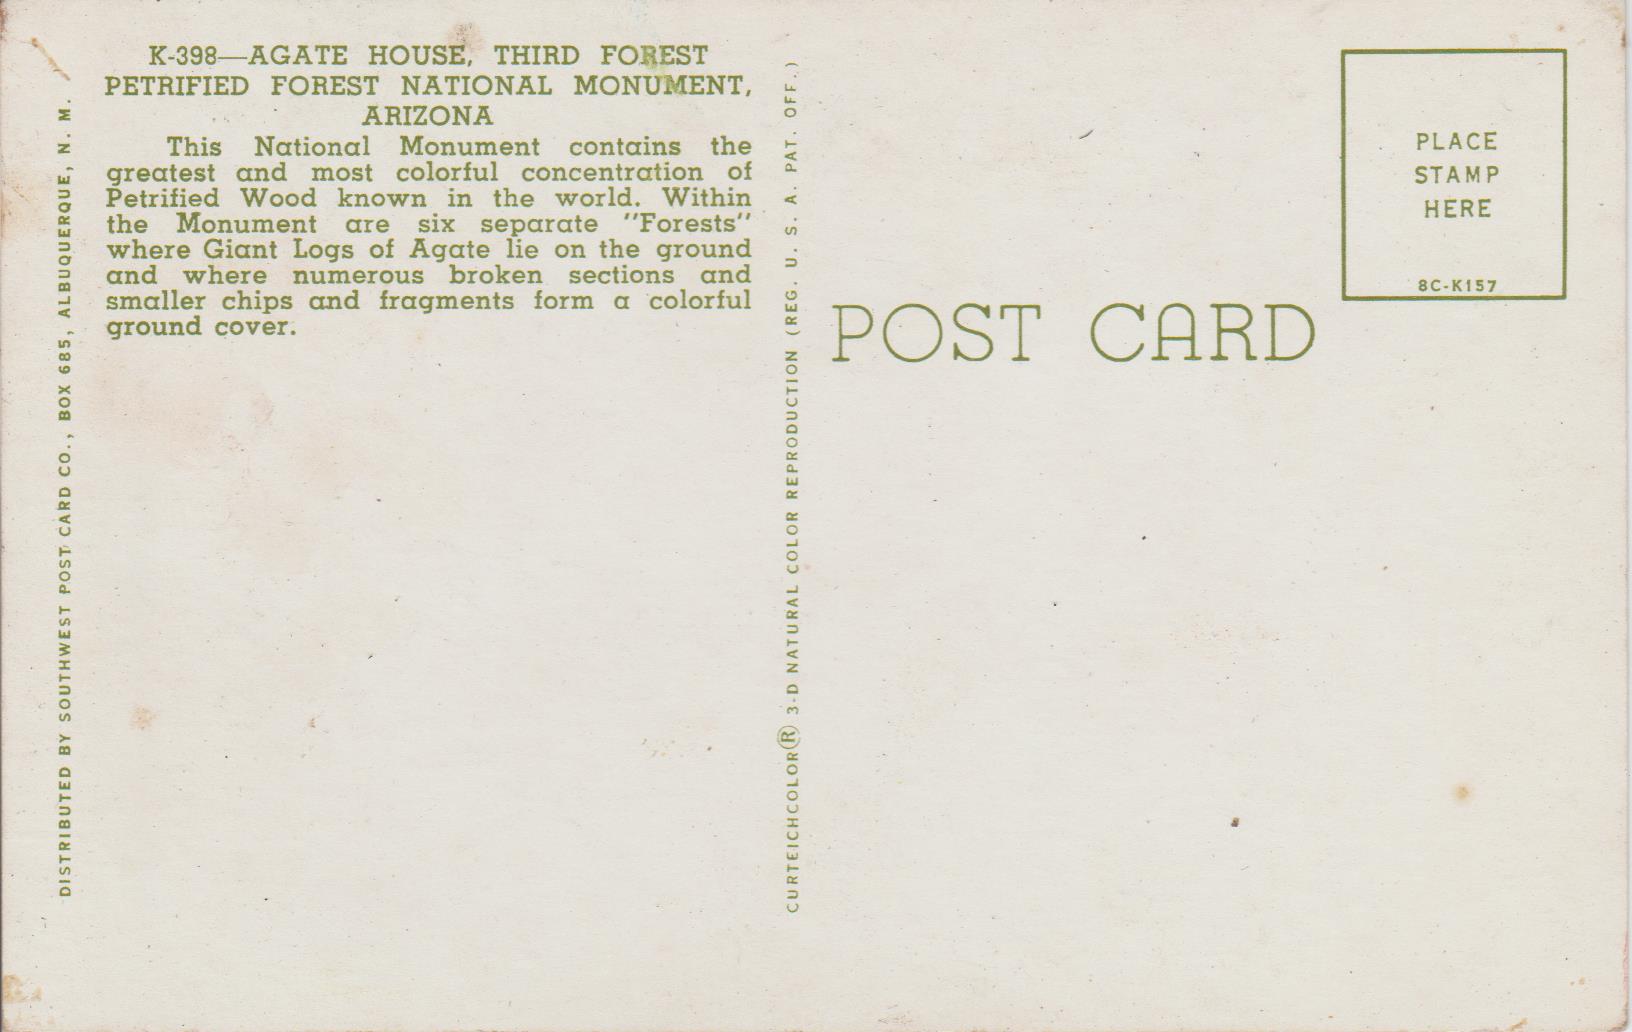 K-398—AGATE HOUSE, THIRD FOREST
PETRIFIED FOREST NATIONAL MONUMENT,
ARIZONA
This National Monument contains the
greatest and most colorful concentration of
Petrified Wood known in the world. Within
the Monument are six separate "Forests"
where Giant Logs of Agate lie on the ground
and where numerous broken sections and
smaller chips and fragments form a colorful
ground cover.
DISTRIBUTED BY SOUTHWEST POST CARD CO., BOX 685, ALBUQUERQUE, N. M.
CURTEICHCOLOR® 3-D NATURAL COLOR REPRODUCTION (REG. U. S. A. PAT. OFF.)
POST CARD
PLACE
STAMP
HERE
8C-K157